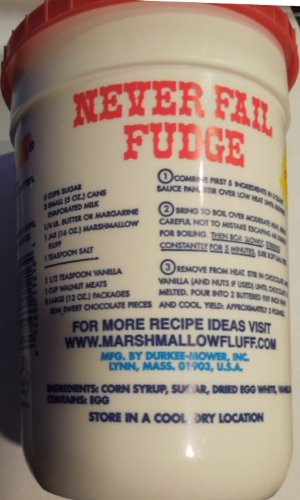 NEVER FAIL
FUDGE
CUPS SUGAR
SMALL (5 OZ.) CANS
EVAPORATED MILK
1/4 LB. BUTTER OR MARGARINE
1 JAR (16 OZ.) MARSHMALLOW
FLUFF
1 TEASPOON SALT
1 1/2 TEASPOON VANILLA
1 CUP WALNUT MEATS
2 LARGE (12 OZ.) PACKAGES
SEMI SWEET CHOCOLATE PIECES
1 COMBINE FIRST 5 INGREDIENTS IN
SAUCE PAN. STIR OVER LOW HEAT UNTIL
2 BRING TO BOIL OVER MODERATE HEAT, BEING
CAREFUL NOT TO MISTAKE ESCAPING AIR
FOR BOILING. THEN BOIL SLOWLY, STIRRING
CONSTANTLY FOR 5 MINUTES.
3 REMOVE FROM HEAT. STIR IN CHOCOLATE
VANILLA (AND NUTS IF USED) UNTIL CHOCOLATE
MELTED. POUR INTO 2 BUTTERED 9X9 INCH
AND COOL. YIELD: APPROXIMATELY 5 POUNDS.
FOR MORE RECIPE IDEAS VISIT
WWW.MARSHMALLOWFLUFF.COM
MFG. BY DURKEE-MOWER, INC.
LYNN, MASS. 01903, U.S.A.
INGREDIENTS: CORN SYRUP, SUGAR, DRIED EGG WHITE,
CONTAINS: EGG
STORE IN A COOL, DRY LOCATION